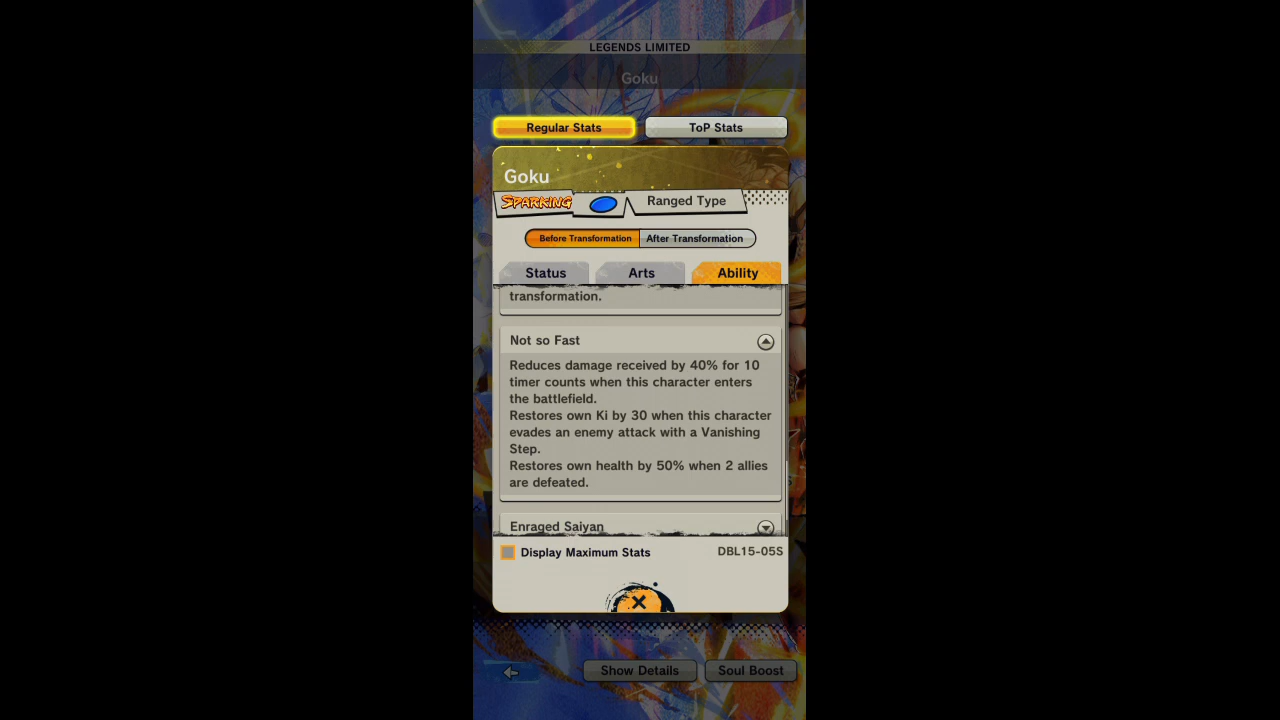 LEGENDS LIMITED
Goku
Regular Stats
ToP Stats
Goku
SPARKING
Ranged Type
Before Transformation
After Transformation
Status
Arts
Ability
transformation.
Not so Fast
Reduces damage received by 40% for 10
timer counts when this character enters
the battlefield.
Restores own Ki by 30 when this character
evades an enemy attack with a Vanishing
Step.
Restores own health by 50% when 2 allies
are defeated.
Enraged Saiyan
Display Maximum Stats
DBL15-05S
Show Details
Soul Boost